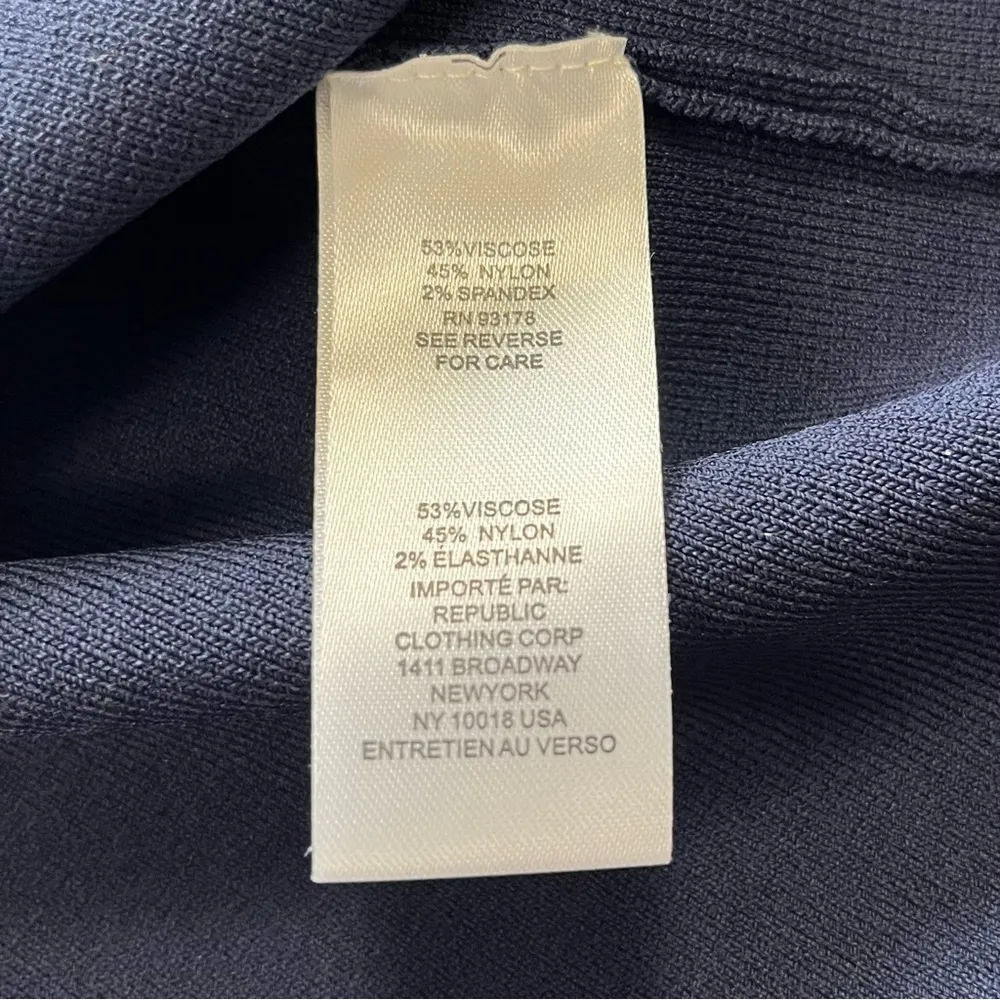 53%VISCOSE
45% NYLON
2% SPANDEX
RN 93178
SEE REVERSE
FOR CARE
53%VISCOSE
45% NYLON
2% ÉLASTHANNE
IMPORTÉ PAR:
REPUBLIC
CLOTHING CORP
1411 BROADWAY
NEWYORK
NY 10018 USA
ENTRETIEN AU VERSO